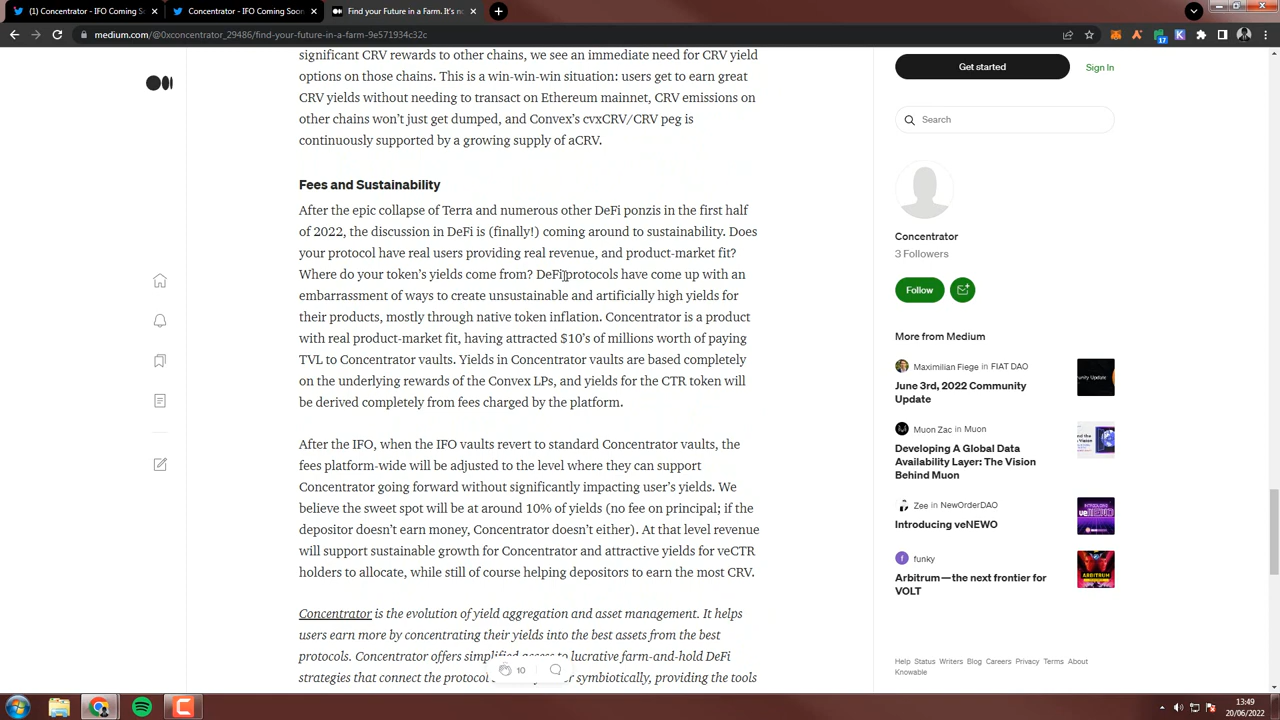 (1) Concentrator - IFO Coming S
Concentrator - IFO Coming Soon
Find your Future in a Farm. It's no
medium.com/@0xconcentrator_29486/find-your-future-in-a-farm-9e571934c32c
17
significant CRV rewards to other chains, we see an immediate need for CRV yield
options on those chains. This is a win-win-win situation: users get to earn great
CRV yields without needing to transact on Ethereum mainnet, CRV emissions on
other chains won't just get dumped, and Convex's cvxCRV/CRV peg is
continuously supported by a growing supply of aCRV.
Fees and Sustainability
After the epic collapse of Terra and numerous other DeFi ponzis in the first half
of 2022, the discussion in DeFi is (finally!) coming around to sustainability. Does
your protocol have real users providing real revenue, and product-market fit?
Where do your token's yields come from? DeFi protocols have come up with an
embarrassment of ways to create unsustainable and artificially high yields for
their products, mostly through native token inflation. Concentrator is a product
with real product-market fit, having attracted $10's of millions worth of paying
TVL to Concentrator vaults. Yields in Concentrator vaults are based completely
on the underlying rewards of the Convex LPs, and yields for the CTR token will
be derived completely from fees charged by the platform.
After the IFO, when the IFO vaults revert to standard Concentrator vaults, the
fees platform-wide will be adjusted to the level where they can support
Concentrator going forward without significantly impacting user's yields. We
believe the sweet spot will be at around 10% of yields (no fee on principal; if the
depositor doesn't earn money, Concentrator doesn't either). At that level revenue
will support sustainable growth for Concentrator and attractive yields for veCTR
holders to allocate, while still of course helping depositors to earn the most CRV.
Concentrator is the evolution of yield aggregation and asset management. It helps
users earn more by concentrating their yields into the best assets from the best
protocols. Concentrator offers simplified access to lucrative farm-and-hold DeFi
strategies that connect the protocol symbiotically, providing the tools
10
Get started
Sign In
Search
Concentrator
3 Followers
Follow
More from Medium
Maximilian Fiege in FIAT DAO
June 3rd, 2022 Community
Update
Muon Zac in Muon
Developing A Global Data
Availability Layer: The Vision
Behind Muon
Zee in NewOrderDAO
Introducing veNEWO
funky
Arbitrum — the next frontier for
VOLT
Help Status Writers Blog Careers Privacy Terms About
Knowable
13:49
20/06/2022